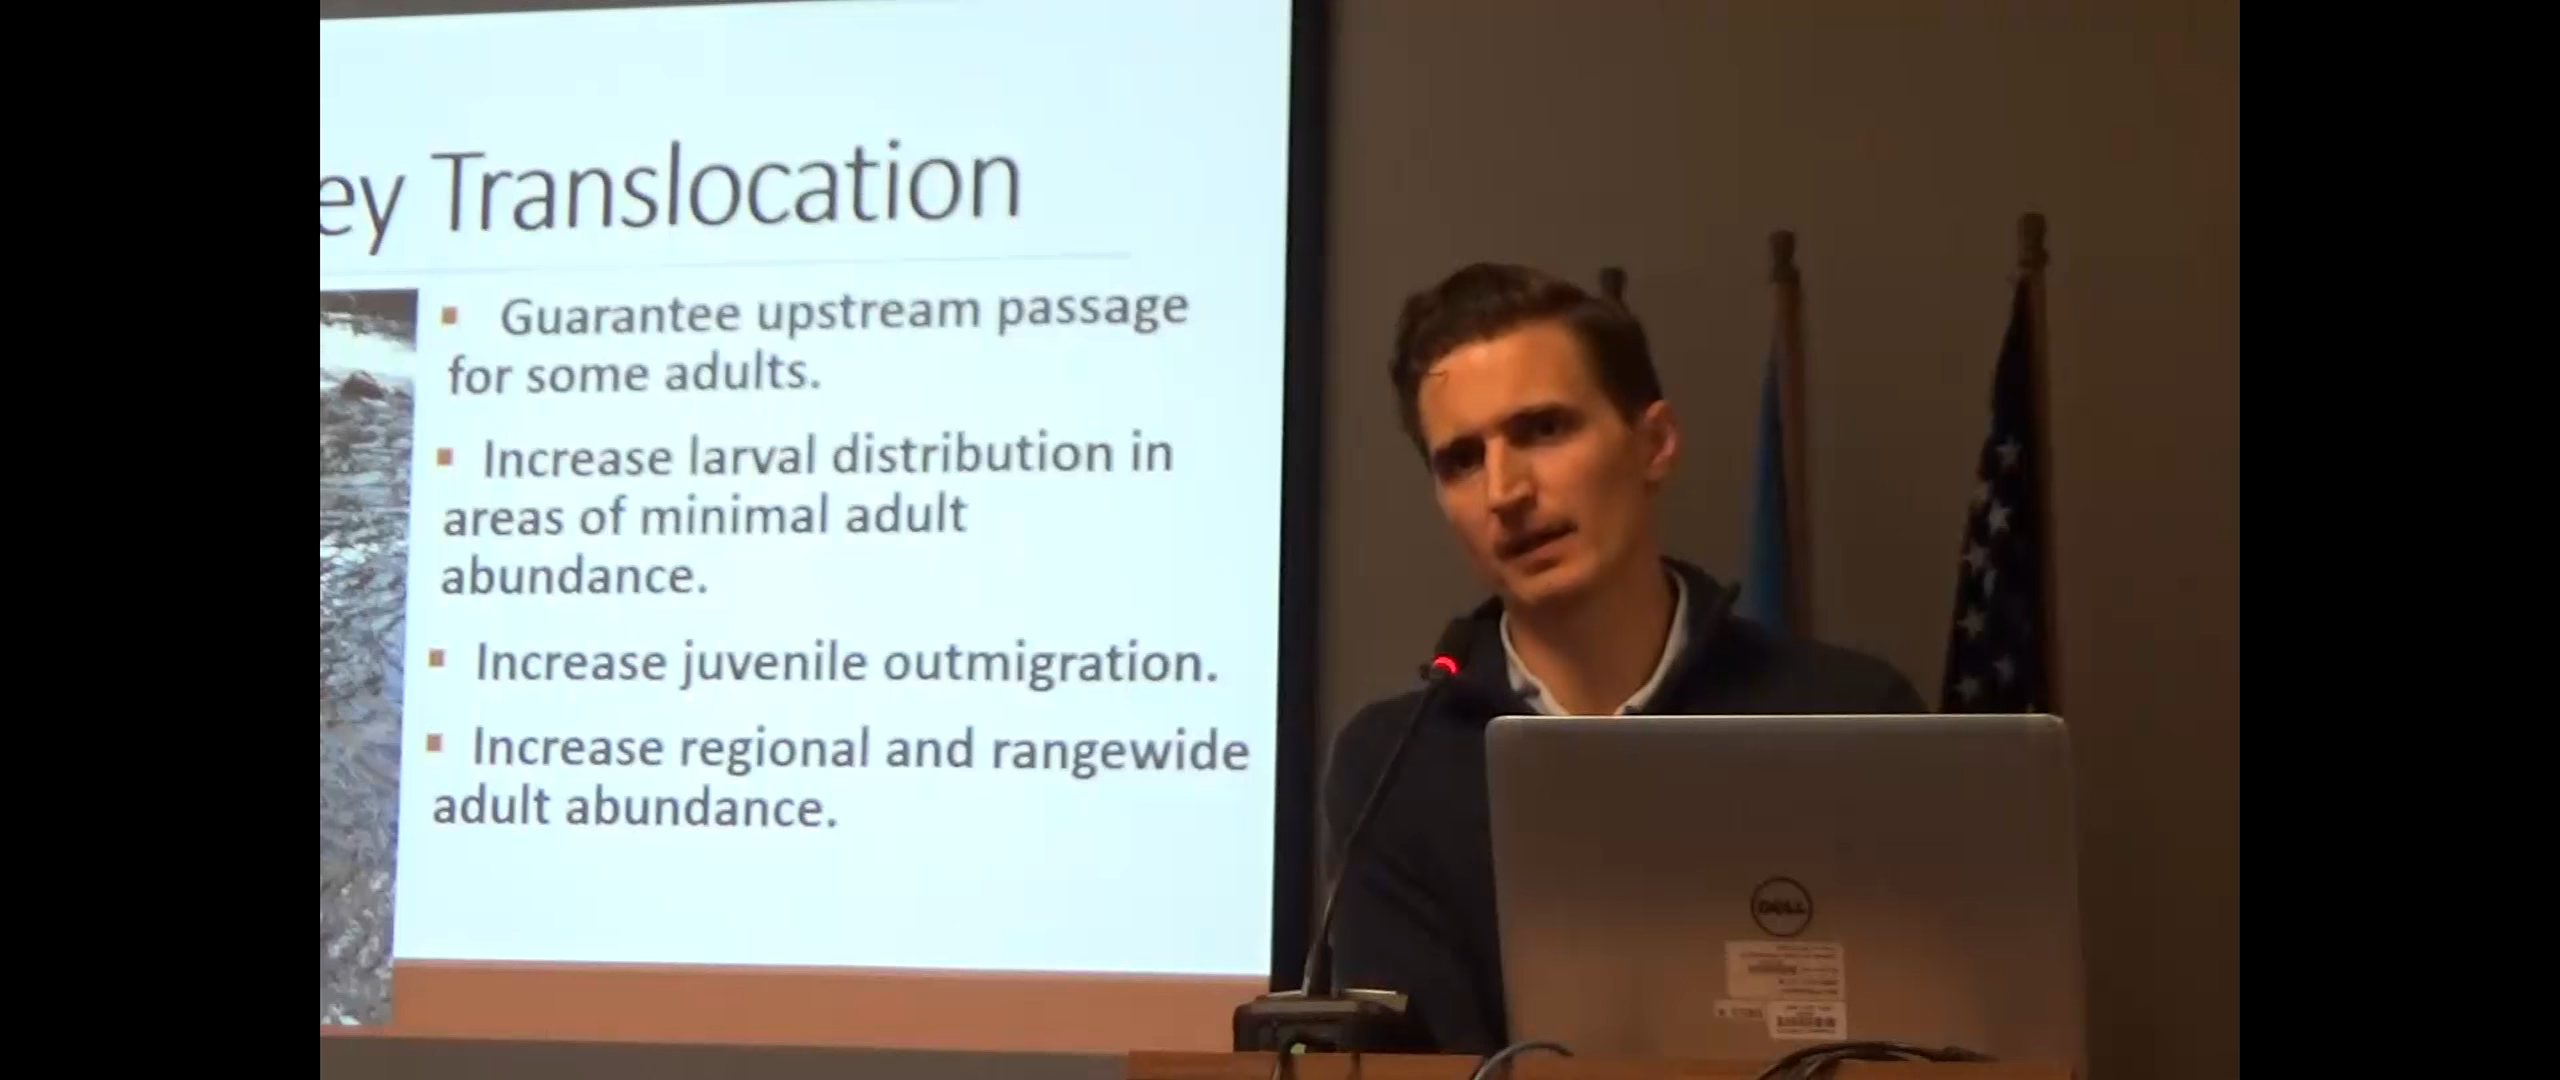 ey Translocation
▪ Guarantee upstream passage
for some adults.
▪ Increase larval distribution in
areas of minimal adult
abundance.
▪ Increase juvenile outmigration.
▪ Increase regional and rangewide
adult abundance.
DELL